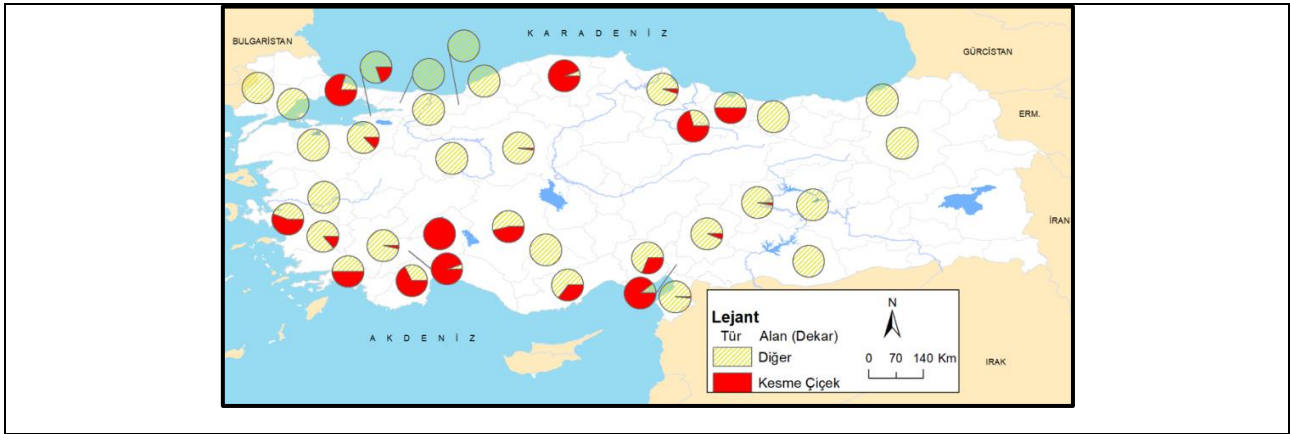 K A R A D E N İ Z
BULGARİSTAN
GÜRCİSTAN
ERM.
İRAN
A K D E N İ Z
IRAK
Lejant
Tür Alan (Dekar)
Diğer
Kesme Çiçek
N
0 70 140 Km